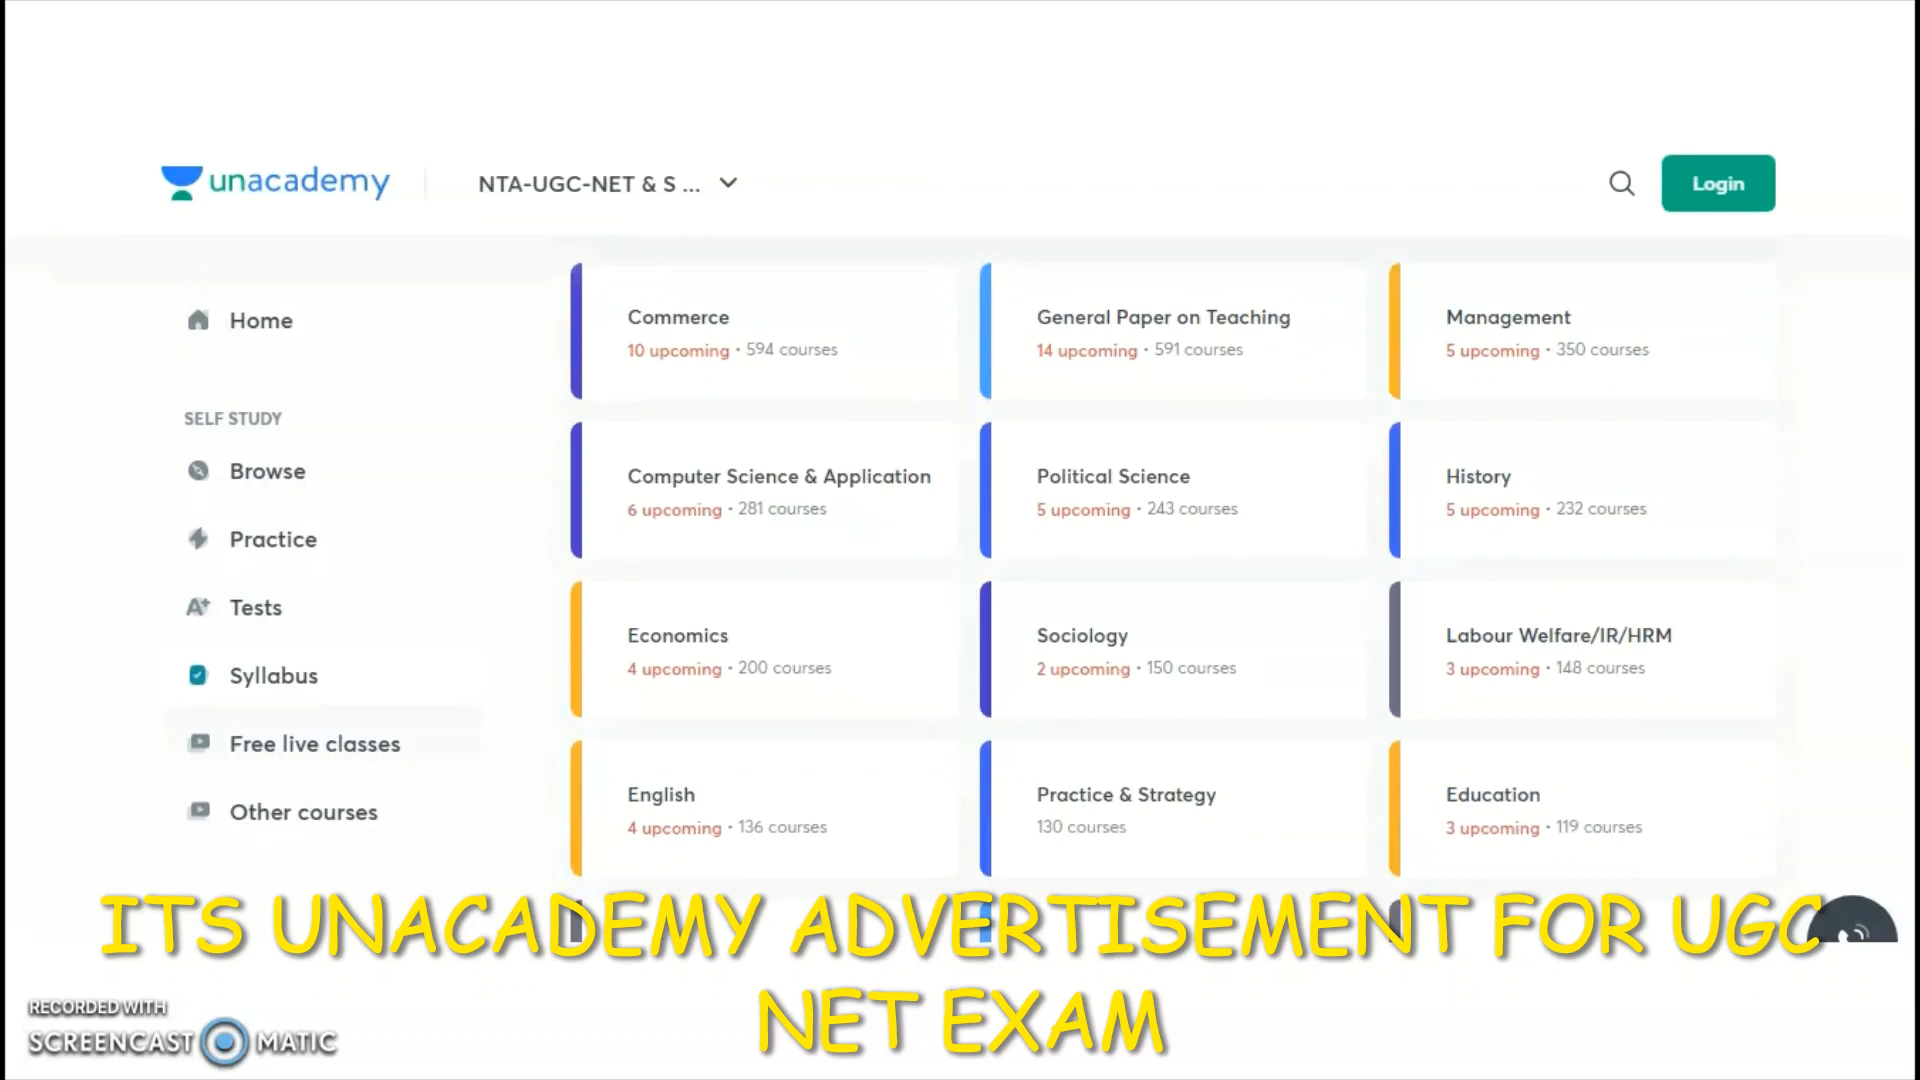 unacademy
NTA-UGC-NET & S ...
Login
Home
SELF STUDY
Browse
Practice
Tests
Syllabus
Free live classes
Other courses
Commerce
10 upcoming • 594 courses
General Paper on Teaching
14 upcoming • 591 courses
Management
5 upcoming • 350 courses
Computer Science & Application
6 upcoming • 281 courses
Political Science
5 upcoming • 243 courses
History
5 upcoming • 232 courses
Economics
4 upcoming • 200 courses
Sociology
2 upcoming • 150 courses
Labour Welfare/IR/HRM
3 upcoming • 148 courses
English
4 upcoming • 136 courses
Practice & Strategy
130 courses
Education
3 upcoming • 119 courses
ITS UNACADEMY ADVERTISEMENT FOR UGC
NET EXAM
RECORDED WITH
SCREENCAST MATIC